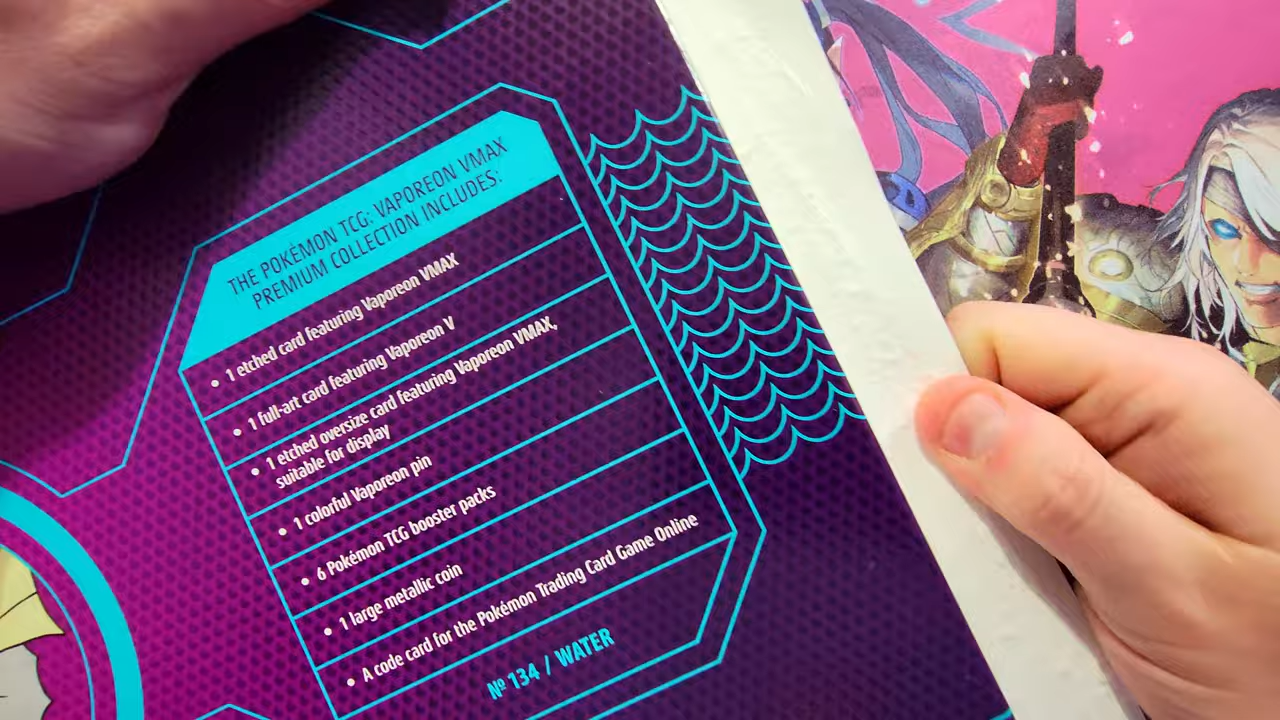 THE POKÉMON TCG: VAPOREON VMAX
PREMIUM COLLECTION INCLUDES:
• 1 etched card featuring Vaporeon VMAX
• 1 full-art card featuring Vaporeon V
• 1 etched oversize card featuring Vaporeon VMAX,
suitable for display
• 1 colorful Vaporeon pin
• 6 Pokémon TCG booster packs
• 1 large metallic coin
• A code card for the Pokémon Trading Card Game Online
Nº 134 / WATER